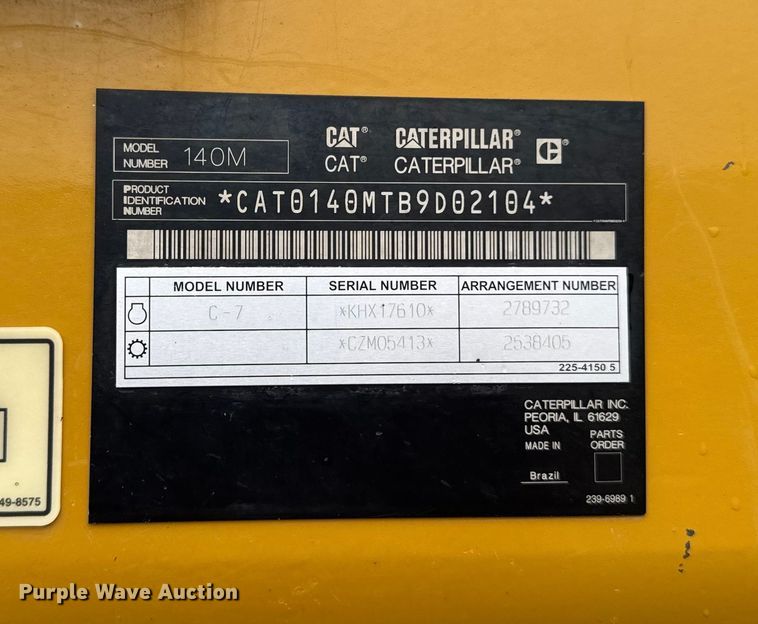 MODEL
NUMBER 140M
CAT® CATERPILLAR®
CAT® CATERPILLAR® C®
PRODUCT
IDENTIFICATION
NUMBER
*CAT0140MTB9D02104*
MODEL NUMBER SERIAL NUMBER ARRANGEMENT NUMBER
C-7 *KHX17610* 2789732
*CZM05413* 2538405
225-4150 5
CATERPILLAR INC.
PEORIA, IL 61629
USA
MADE IN PARTS
ORDER
Brazil
239-6969 1
49-8575
Purple Wave Auction